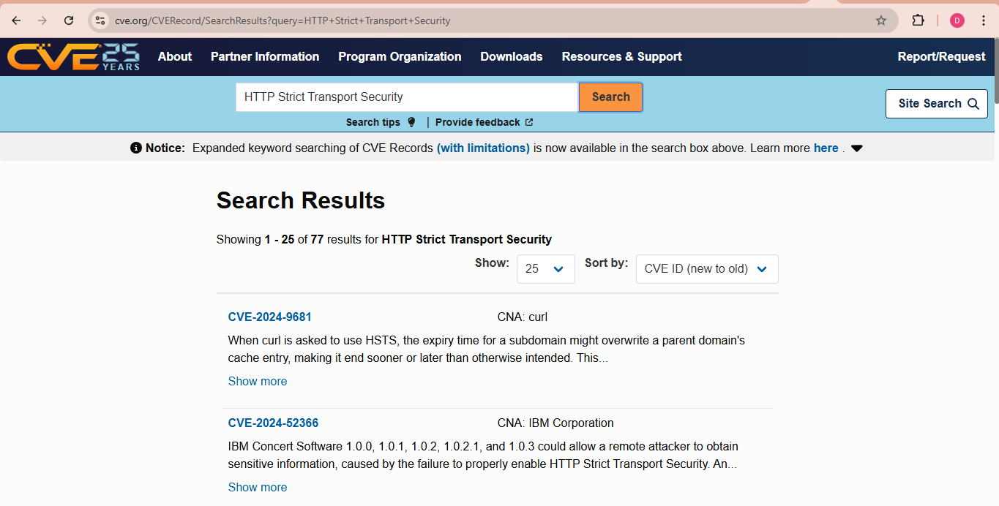 cve.org/CVERecord/SearchResults?query=HTTP+Strict+Transport+Security
D
CVE 25 YEARS
About Partner Information Program Organization Downloads Resources & Support Report/Request
HTTP Strict Transport Security Search
Site Search
Search tips | Provide feedback
Notice: Expanded keyword searching of CVE Records (with limitations) is now available in the search box above. Learn more here .
Search Results
Showing 1 - 25 of 77 results for HTTP Strict Transport Security
Show: 25 Sort by: CVE ID (new to old)
CVE-2024-9681 CNA: curl
When curl is asked to use HSTS, the expiry time for a subdomain might overwrite a parent domain's
cache entry, making it end sooner or later than otherwise intended. This...
Show more
CVE-2024-52366 CNA: IBM Corporation
IBM Concert Software 1.0.0, 1.0.1, 1.0.2, 1.0.2.1, and 1.0.3 could allow a remote attacker to obtain
sensitive information, caused by the failure to properly enable HTTP Strict Transport Security. An...
Show more